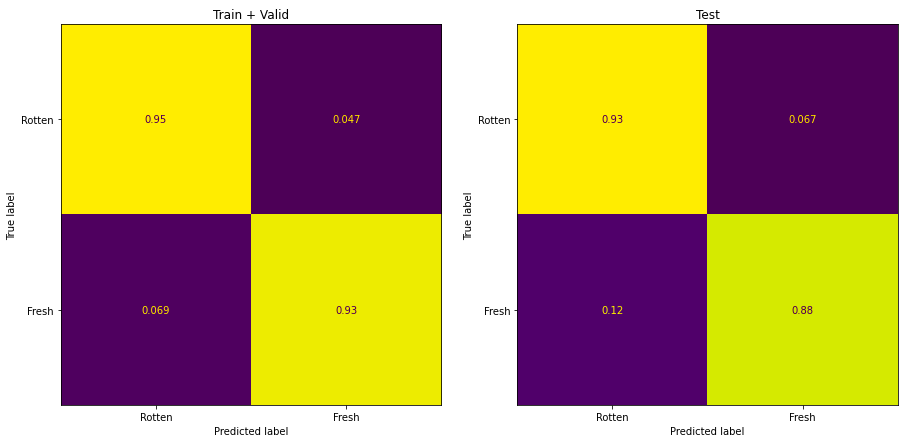 Train + Valid
True label
Rotten
0.95
0.047
Fresh
0.069
0.93
Rotten
Fresh
Predicted label
Test
True label
Rotten
0.93
0.067
Fresh
0.12
0.88
Rotten
Fresh
Predicted label